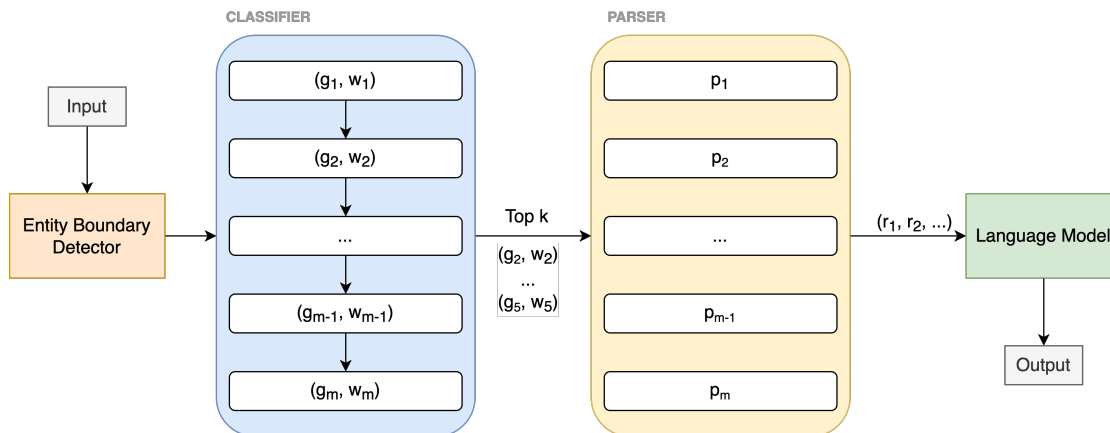 CLASSIFIER
PARSER
Input
Entity Boundary
Detector
(g₁, w₁)
(g₂, w₂)
...
(gₘ₋₁, wₘ₋₁)
(gₘ, wₘ)
Top k
(g₂, w₂)
...
(g₅, w₅)
p₁
p₂
...
pₘ₋₁
pₘ
(r₁, r₂, ...)
Language Model
Output